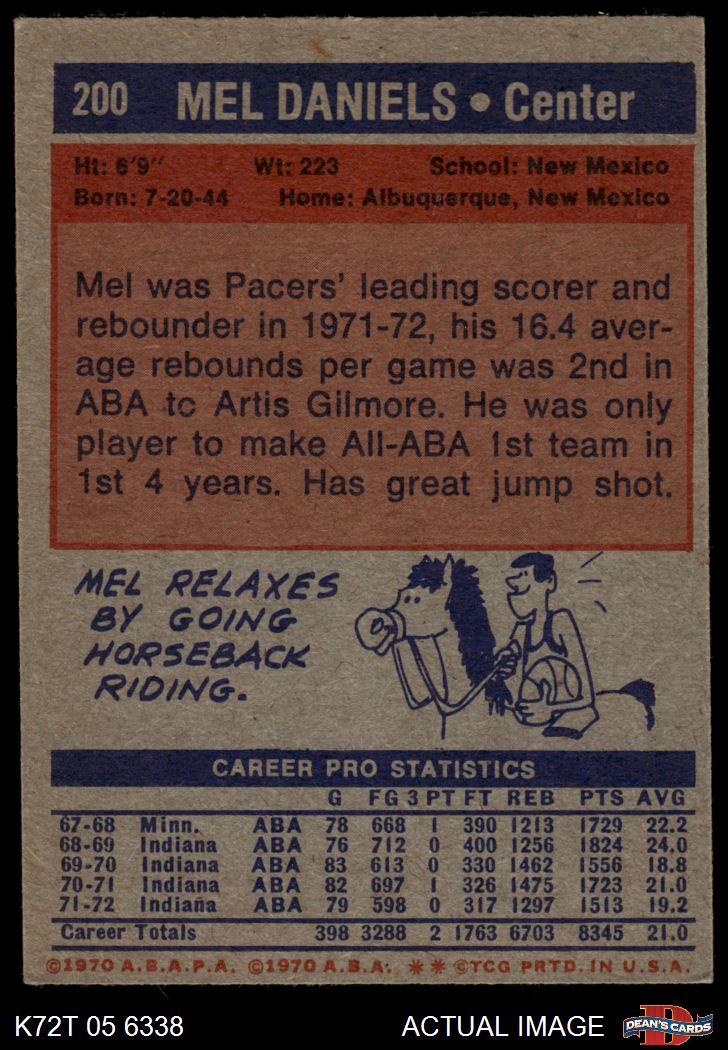 200 MEL DANIELS • Center
Ht: 6'9" Wt: 223 School: New Mexico
Born: 7-20-44 Home: Albuquerque, New Mexico
Mel was Pacers' leading scorer and
rebounder in 1971-72, his 16.4 aver-
age rebounds per game was 2nd in
ABA to Artis Gilmore. He was only
player to make All-ABA 1st team in
1st 4 years. Has great jump shot.
MEL RELAXES
BY GOING
HORSEBACK
RIDING.
CAREER PRO STATISTICS
G FG 3 PT FT REB PTS AVG
67-68 Minn. ABA 78 668 1 390 1213 1729 22.2
68-69 Indiana ABA 76 712 0 400 1256 1824 24.0
69-70 Indiana ABA 83 613 0 330 1462 1556 18.8
70-71 Indiana ABA 82 697 1 326 1475 1723 21.0
71-72 Indiana ABA 79 598 0 317 1297 1513 19.2
Career Totals 398 3288 2 1763 6703 8345 21.0
©1970 A.B.A.P.A. ©1970 A.B.A. ** ©TCG PRTD. IN U.S.A.
K72T 05 6338 ACTUAL IMAGE DEAN'S CARDS